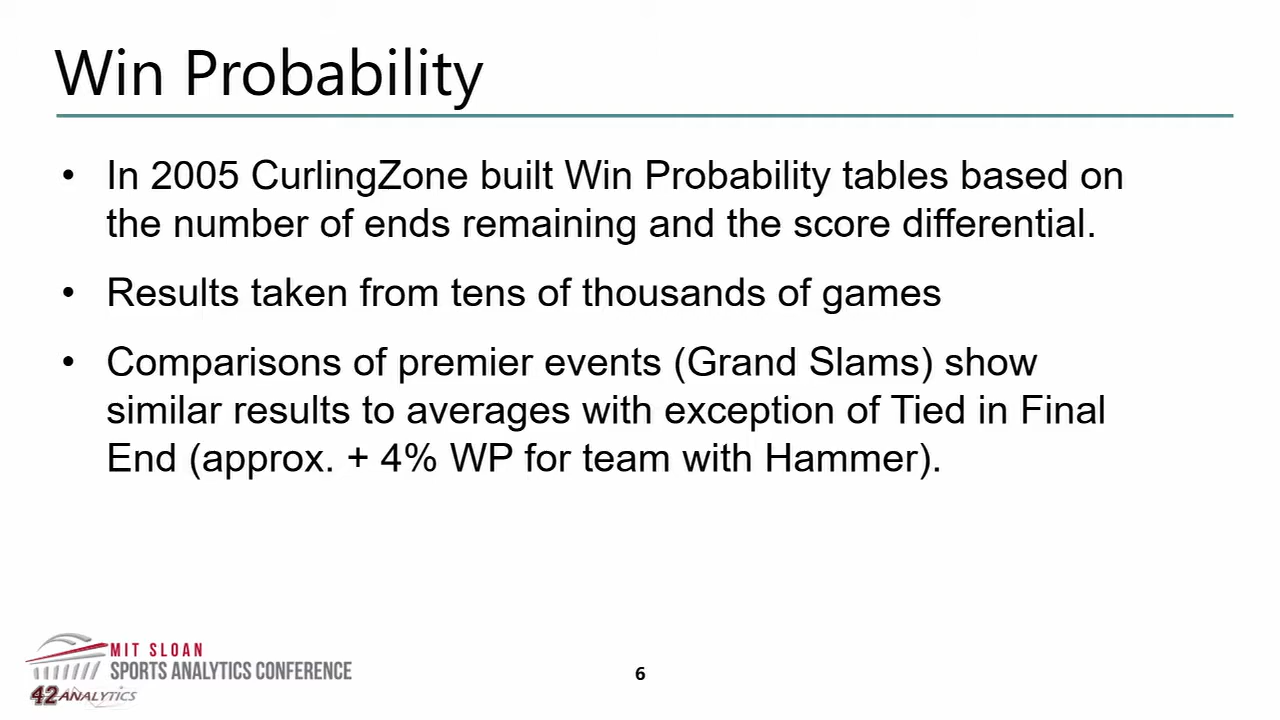 Win Probability
• In 2005 CurlingZone built Win Probability tables based on
the number of ends remaining and the score differential.
• Results taken from tens of thousands of games
• Comparisons of premier events (Grand Slams) show
similar results to averages with exception of Tied in Final
End (approx. + 4% WP for team with Hammer).
MIT SLOAN
SPORTS ANALYTICS CONFERENCE
42 ANALYTICS
6